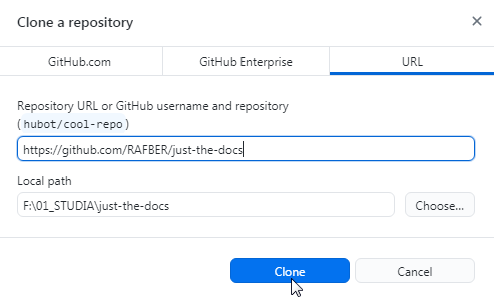 Clone a repository
GitHub.com
GitHub Enterprise
URL
Repository URL or GitHub username and repository
(hubot/cool-repo)
https://github.com/RAFBER/just-the-docs
Local path
F:\01_STUDIA\just-the-docs
Choose...
Clone
Cancel